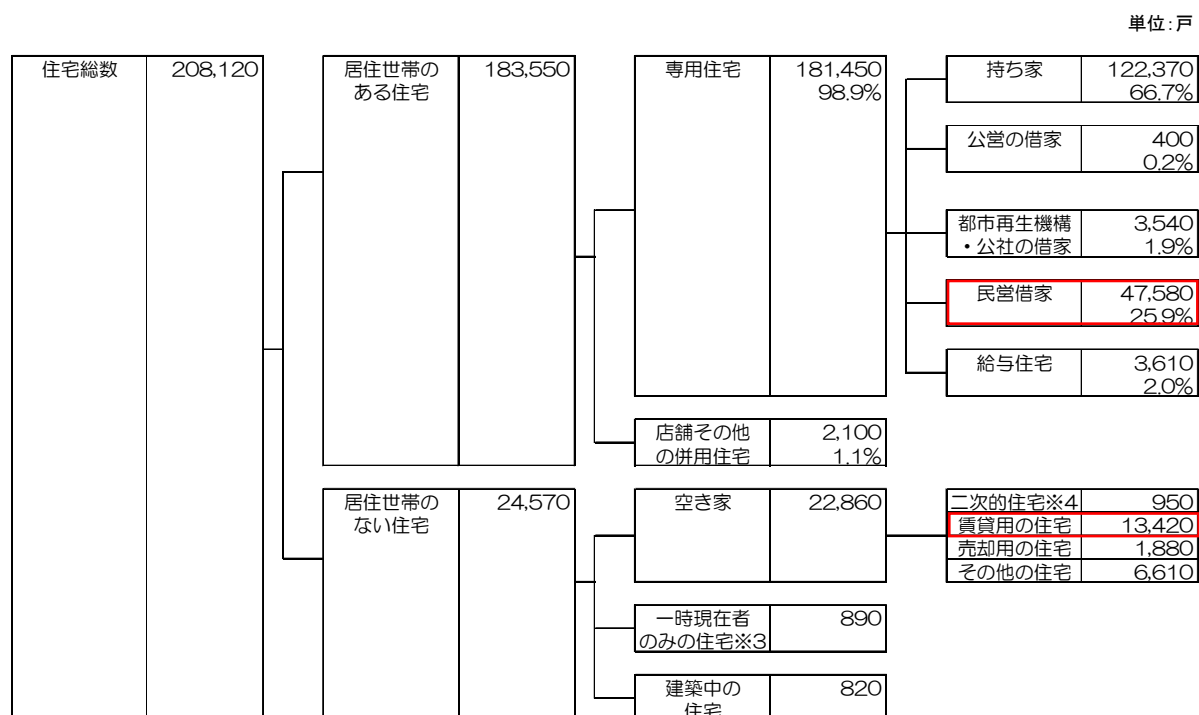 単位:戸
住宅総数 208,120
居住世帯の 183,550
ある住宅
専用住宅 181,450
98.9%
持ち家 122,370
66.7%
公営の借家 400
0.2%
都市再生機構 3,540
・公社の借家 1.9%
民営借家 47,580
25.9%
給与住宅 3,610
2.0%
店舗その他 2,100
の併用住宅 1.1%
居住世帯の 24,570
ない住宅
空き家 22,860
二次的住宅※4 950
賃貸用の住宅 13,420
売却用の住宅 1,880
その他の住宅 6,610
一時現在者 890
のみの住宅※3
建築中の 820
住宅